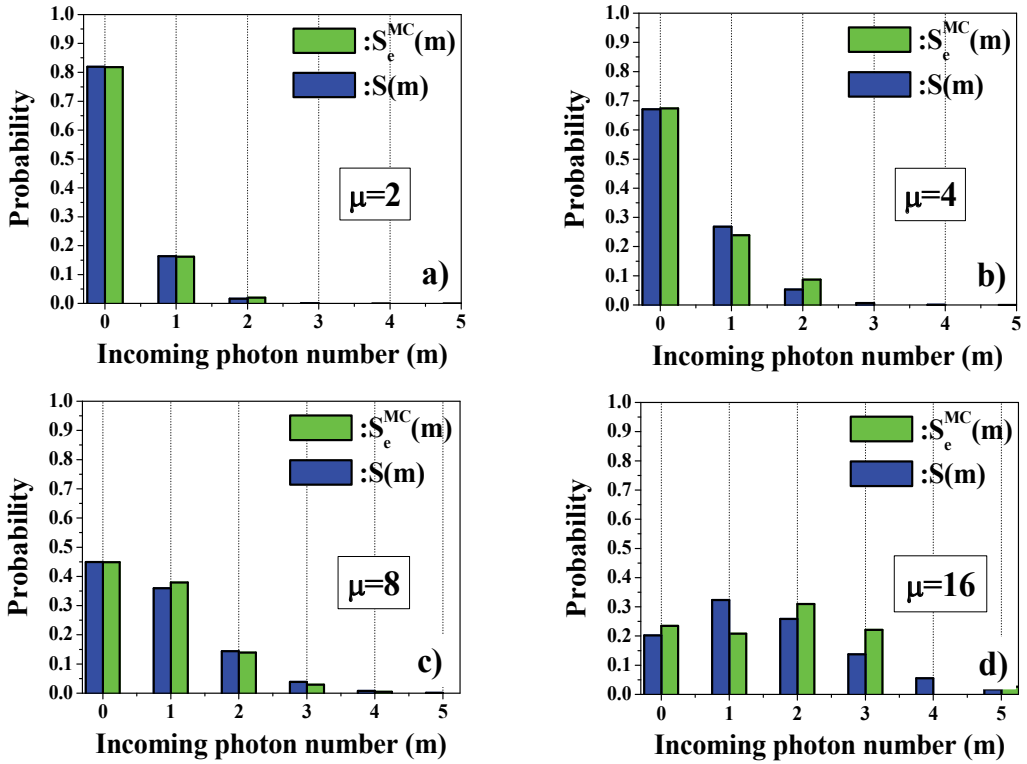 1.0
0.9
0.8
0.7
0.6
0.5
0.4
0.3
0.2
0.1
0.0
Probability
:S_e^MC(m)
:S(m)
μ=2
a)
0 1 2 3 4 5
Incoming photon number (m)
1.0
0.9
0.8
0.7
0.6
0.5
0.4
0.3
0.2
0.1
0.0
Probability
:S_e^MC(m)
:S(m)
μ=4
b)
0 1 2 3 4 5
Incoming photon number (m)
1.0
0.9
0.8
0.7
0.6
0.5
0.4
0.3
0.2
0.1
0.0
Probability
:S_e^MC(m)
:S(m)
μ=8
c)
0 1 2 3 4 5
Incoming photon number (m)
1.0
0.9
0.8
0.7
0.6
0.5
0.4
0.3
0.2
0.1
0.0
Probability
:S_e^MC(m)
:S(m)
μ=16
d)
0 1 2 3 4 5
Incoming photon number (m)